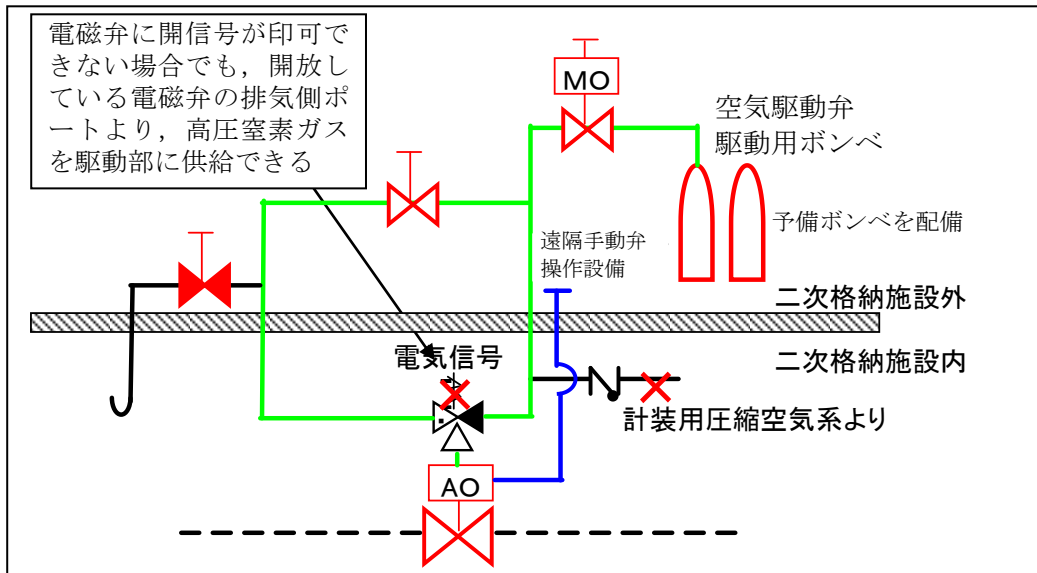 電磁弁に開信号が印可で
きない場合でも，開放し
ている電磁弁の排気側ポ
ートより，高圧窒素ガス
を駆動部に供給できる
MO
空気駆動弁
駆動用ボンベ
予備ボンベを配備
遠隔手動弁
操作設備
二次格納施設外
二次格納施設内
電気信号
計装用圧縮空気系より
AO